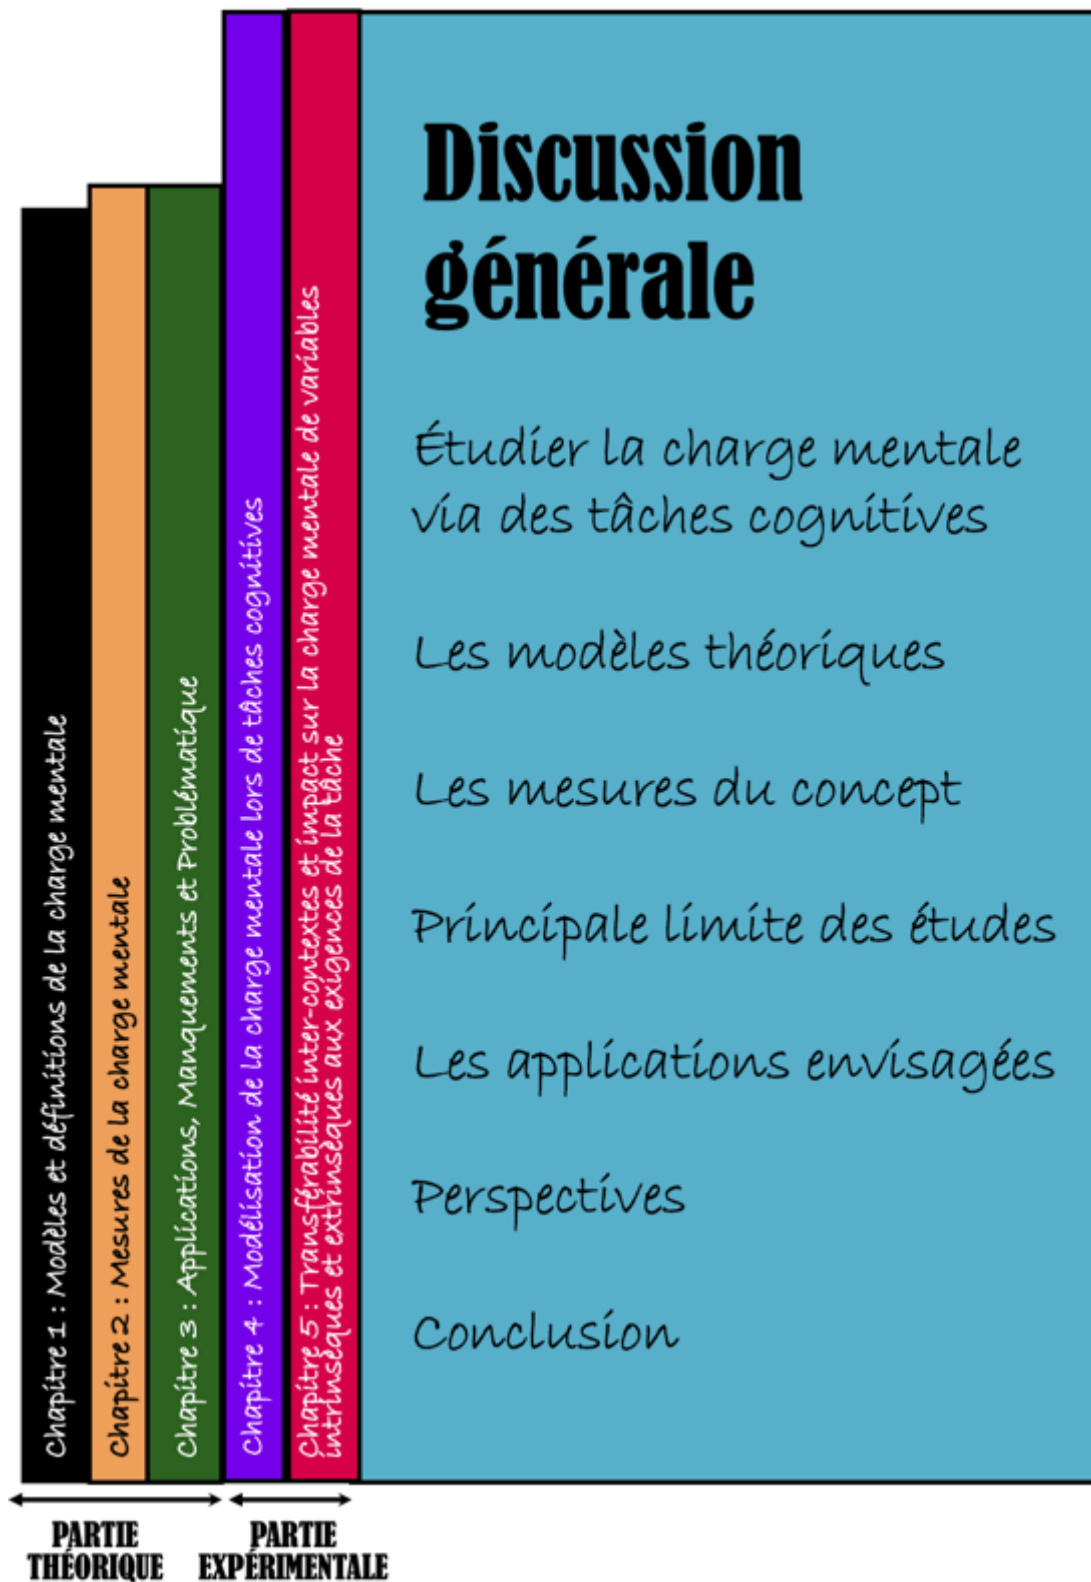 Chapitre 1 : Modèles et définitions de la charge mentale
Chapitre 2 : Mesures de la charge mentale
Chapitre 3 : Applications, Manquements et Problématique
Chapitre 4 : Modélisation de la charge mentale lors de tâches cognitives
Chapitre 5 : Transférabilité inter-contextes et impact sur la charge mentale de variables
intrinsèques et extrinsèques aux exigences de la tâche
Discussion
générale
Étudier la charge mentale
via des tâches cognitives
Les modèles théoriques
Les mesures du concept
Principale limite des études
Les applications envisagées
Perspectives
Conclusion
PARTIE
THÉORIQUE
PARTIE
EXPÉRIMENTALE